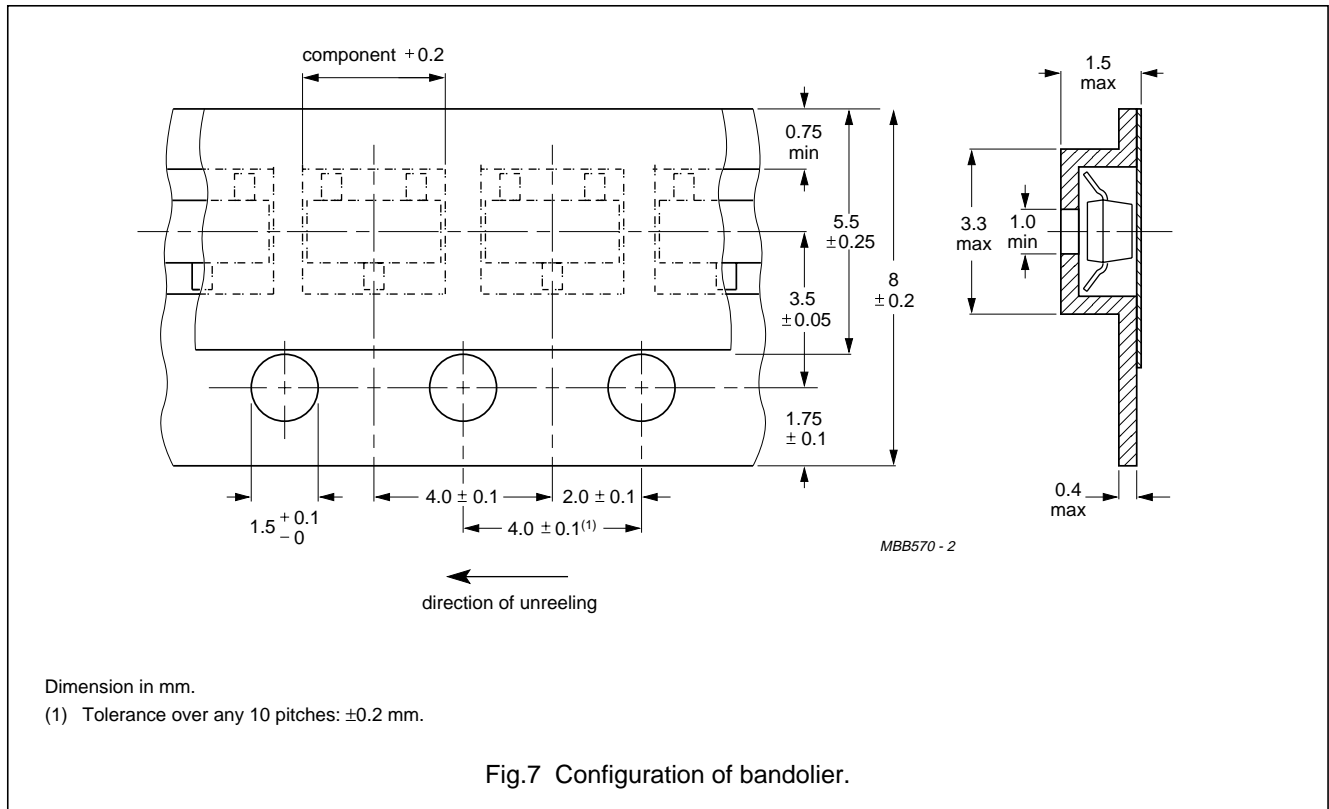 component +0.2
1.5
max
0.75
min
5.5
±0.25
3.3
max
1.0
min
8
±0.2
3.5
±0.05
1.75
±0.1
4.0 ±0.1
2.0 ±0.1
0.4
max
1.5 +0.1
−0
4.0 ±0.1(1)
MBB570 - 2
direction of unreeling
Dimension in mm.
(1) Tolerance over any 10 pitches: ±0.2 mm.
Fig.7 Configuration of bandolier.